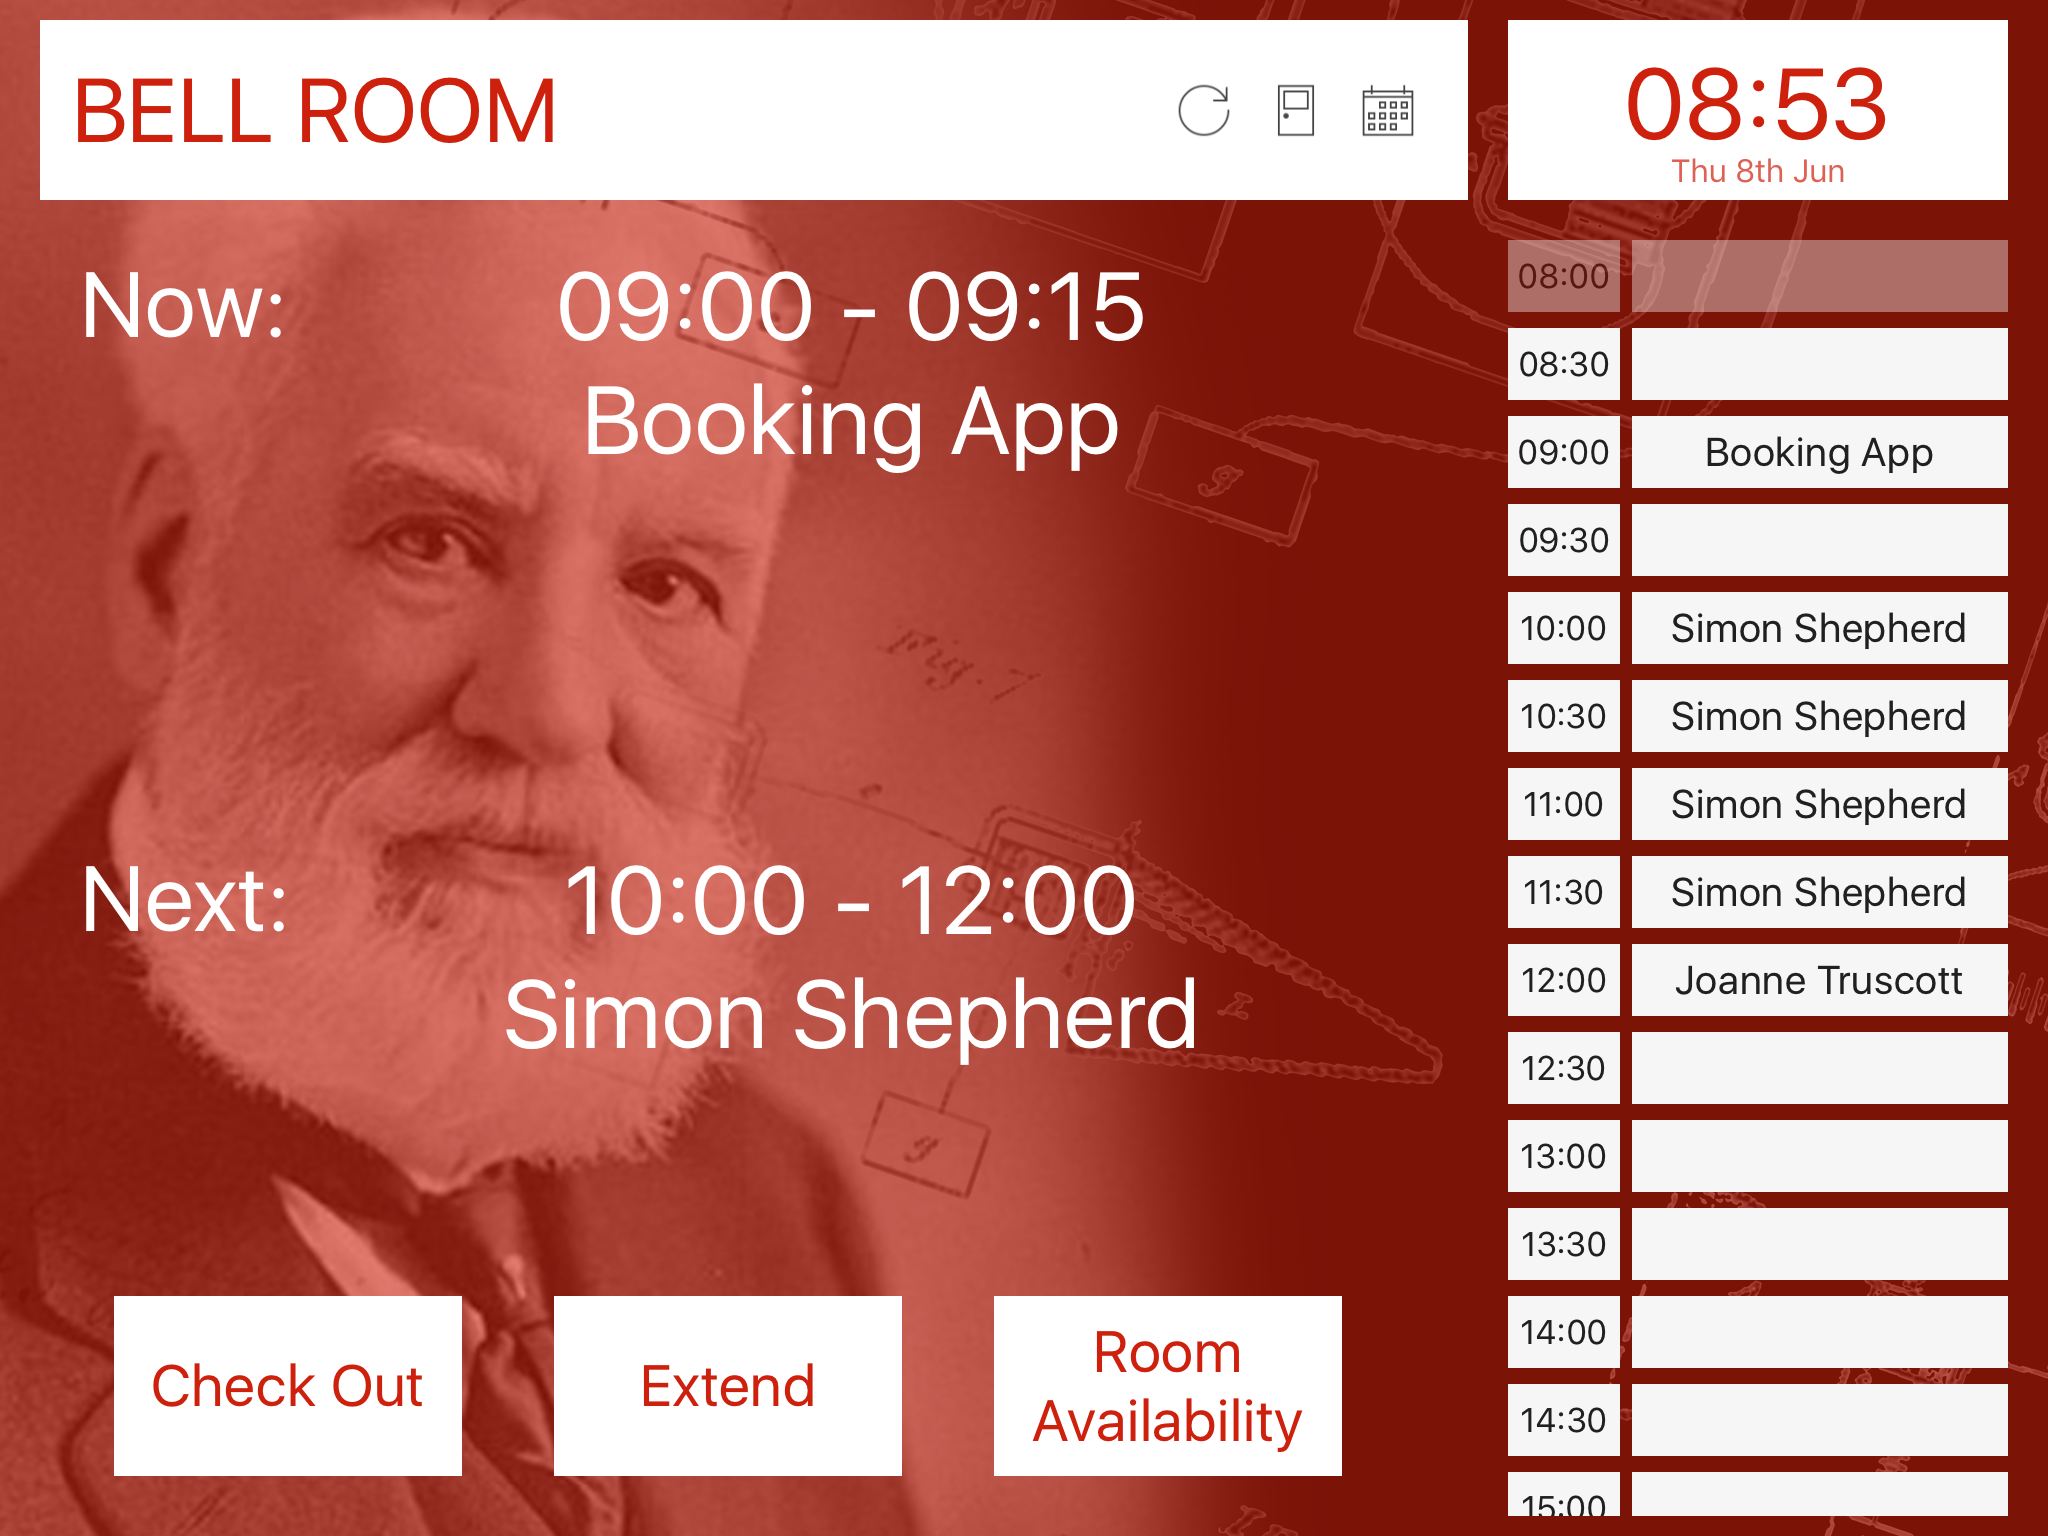 BELL ROOM
08:53
Thu 8th Jun
Now:
09:00 - 09:15
Booking App
Next:
10:00 - 12:00
Simon Shepherd
Check Out
Extend
Room
Availability
08:00
08:30
09:00 Booking App
09:30
10:00 Simon Shepherd
10:30 Simon Shepherd
11:00 Simon Shepherd
11:30 Simon Shepherd
12:00 Joanne Truscott
12:30
13:00
13:30
14:00
14:30
15:00
Fig. 7